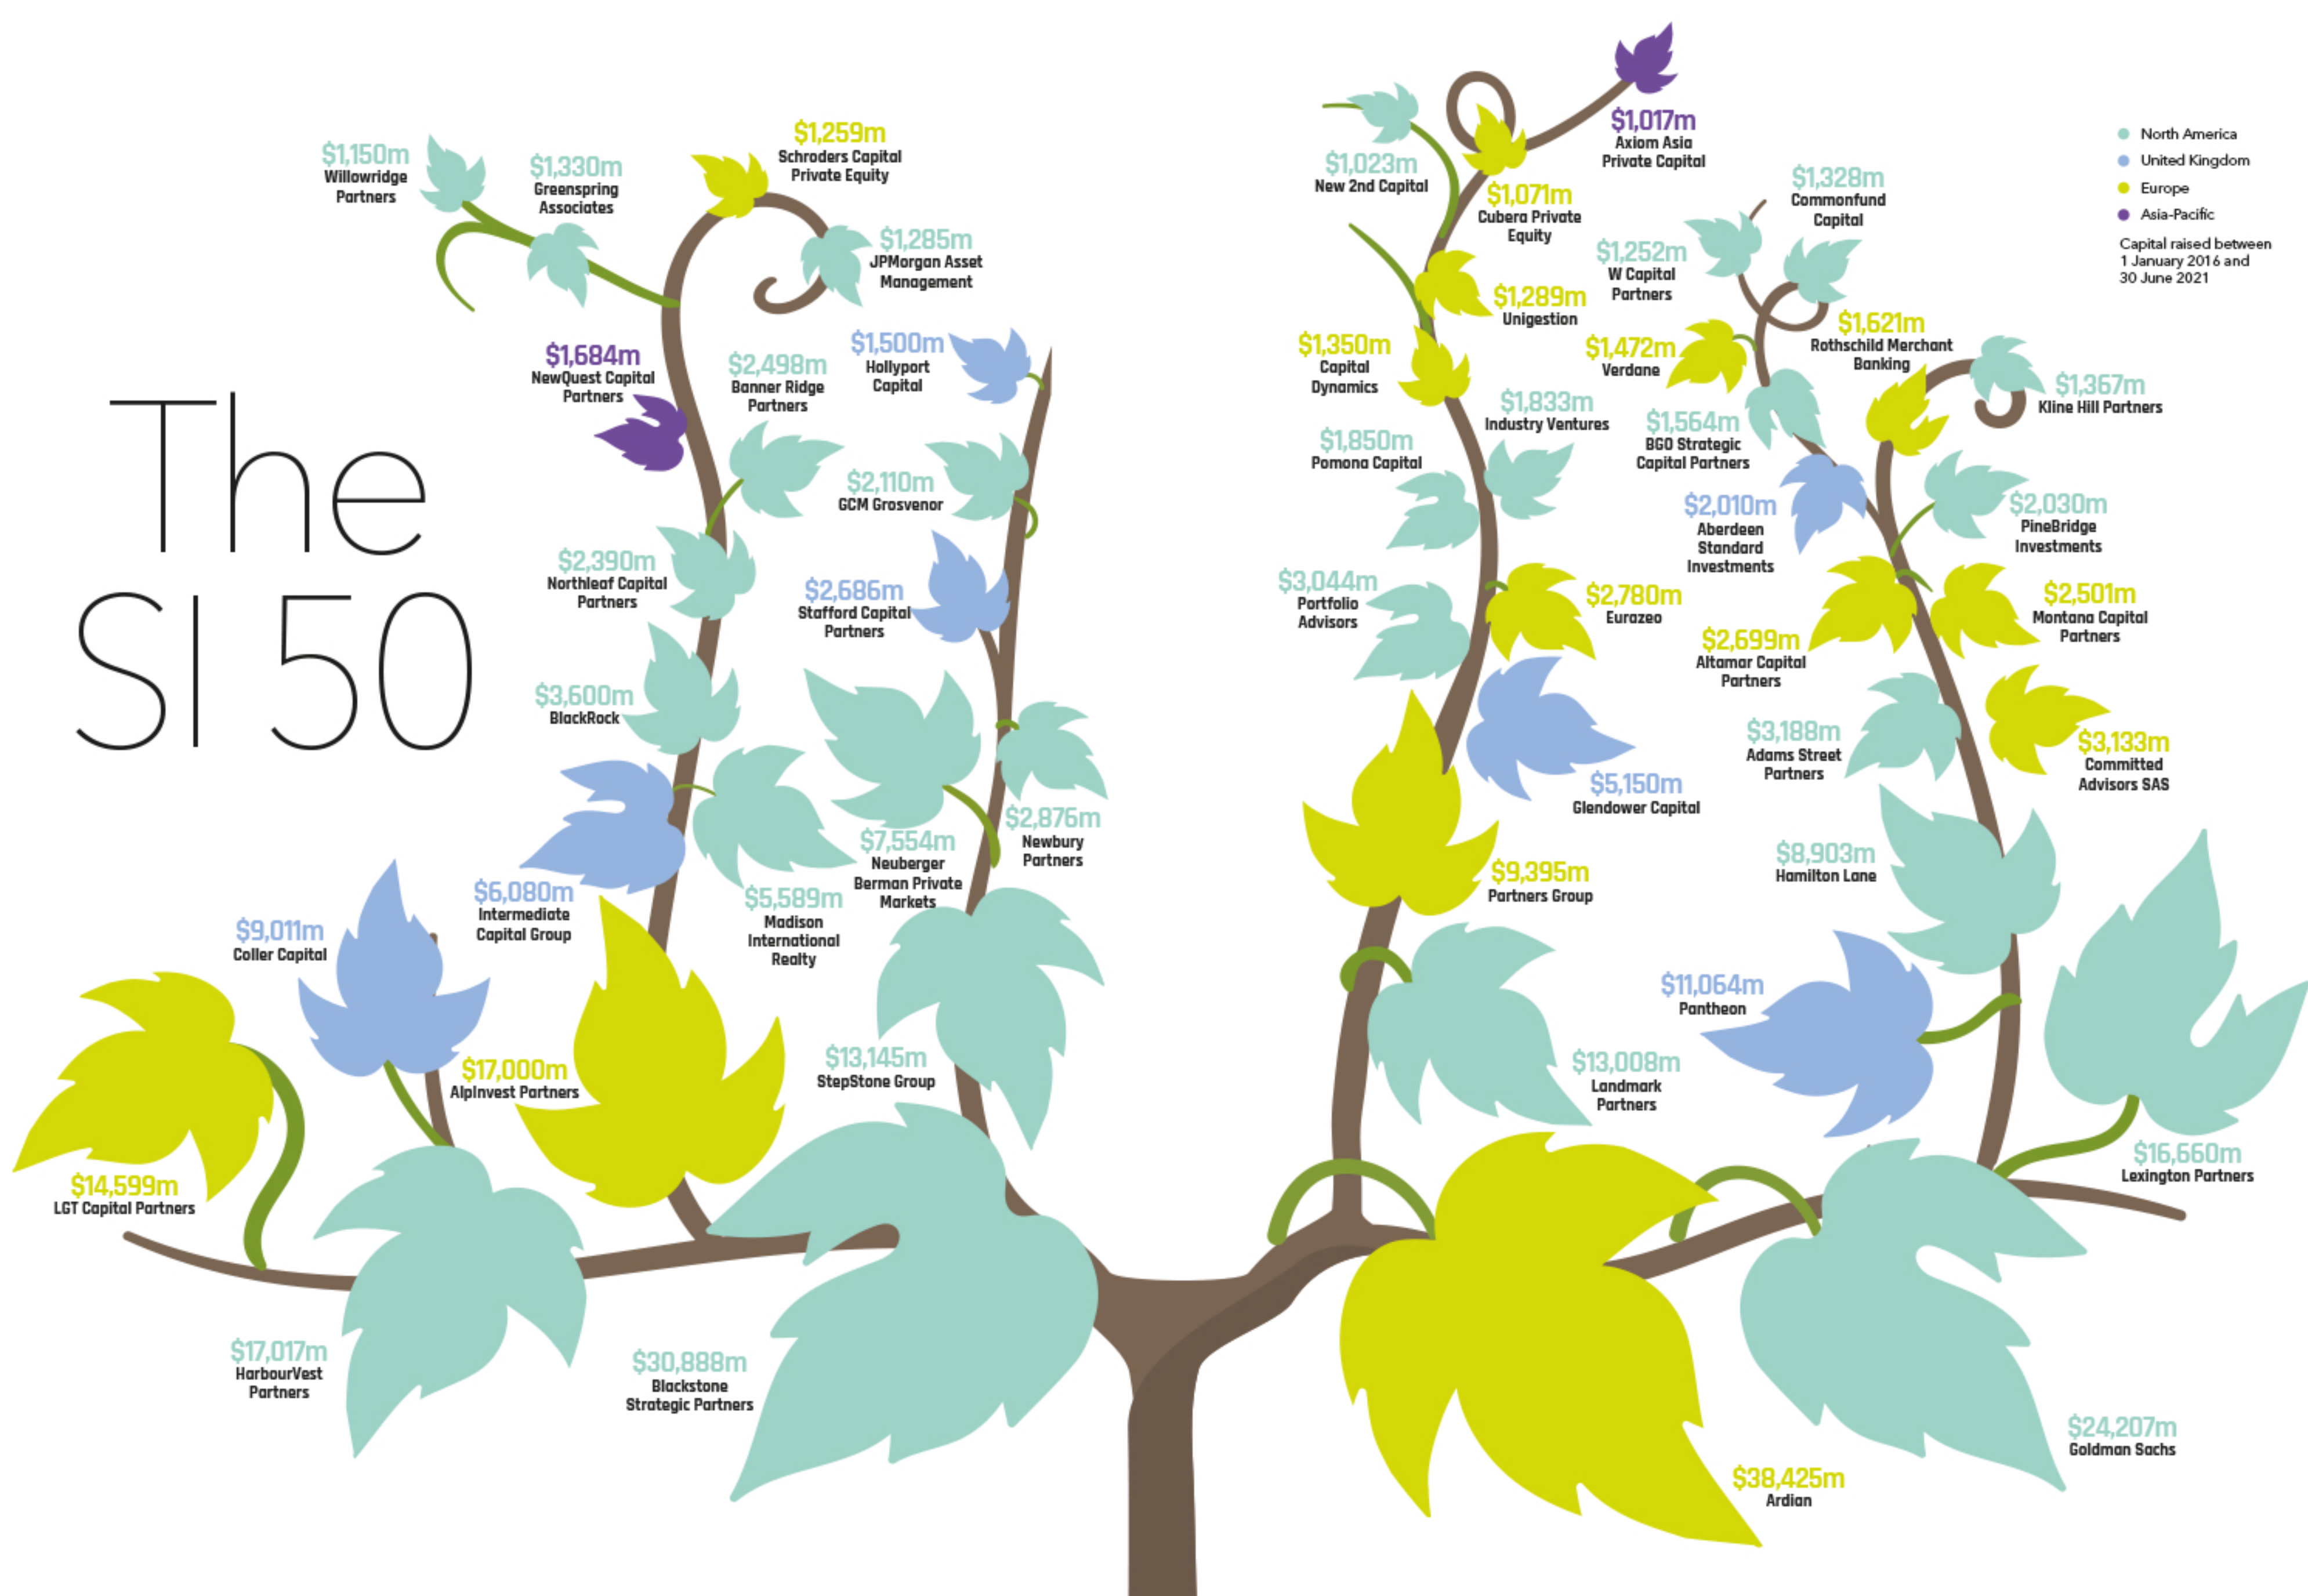 The
SI 50
$1,150m
Willowridge
Partners
$1,330m
Greenspring
Associates
$1,259m
Schroders Capital
Private Equity
$1,285m
JPMorgan Asset
Management
$1,684m
NewQuest Capital
Partners
$2,498m
Banner Ridge
Partners
$1,500m
Hollyport
Capital
$2,110m
GCM Grosvenor
$2,390m
Northleaf Capital
Partners
$2,686m
Stafford Capital
Partners
$3,600m
BlackRock
$2,876m
Newbury
Partners
$7,554m
Neuberger
Berman Private
Markets
$6,080m
Intermediate
Capital Group
$5,589m
Madison
International
Realty
$9,011m
Coller Capital
$17,000m
AlpInvest Partners
$13,145m
StepStone Group
$14,599m
LGT Capital Partners
$17,017m
HarbourVest
Partners
$30,888m
Blackstone
Strategic Partners
$1,023m
New 2nd Capital
$1,017m
Axiom Asia
Private Capital
$1,071m
Cubera Private
Equity
$1,328m
Commonfund
Capital
$1,252m
W Capital
Partners
$1,289m
Unigestion
$1,350m
Capital
Dynamics
$1,472m
Verdane
$1,621m
Rothschild Merchant
Banking
$1,367m
Kline Hill Partners
$1,833m
Industry Ventures
$1,850m
Pomona Capital
$1,564m
BGO Strategic
Capital Partners
$2,010m
Aberdeen
Standard
Investments
$2,030m
PineBridge
Investments
$3,044m
Portfolio
Advisors
$2,780m
Eurazeo
$2,699m
Altamar Capital
Partners
$2,501m
Montana Capital
Partners
$3,188m
Adams Street
Partners
$3,133m
Committed
Advisors SAS
$5,150m
Glendower Capital
$9,395m
Partners Group
$8,903m
Hamilton Lane
$11,064m
Pantheon
$13,008m
Landmark
Partners
$16,660m
Lexington Partners
$24,207m
Goldman Sachs
$38,425m
Ardian
North America
United Kingdom
Europe
Asia-Pacific
Capital raised between
1 January 2016 and
30 June 2021